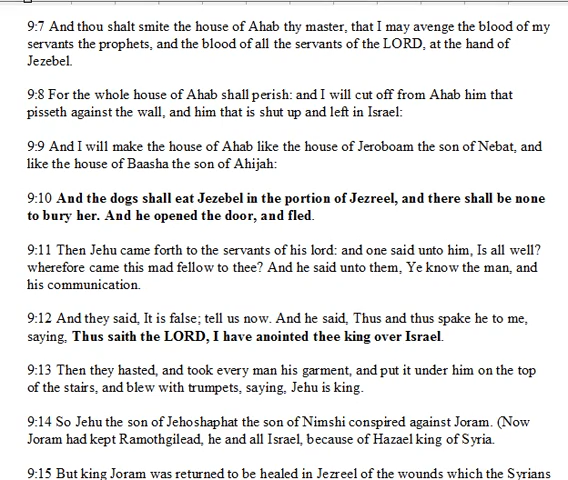 9:7 And thou shalt smite the house of Ahab thy master, that I may avenge the blood of my
servants the prophets, and the blood of all the servants of the LORD, at the hand of
Jezebel.
9:8 For the whole house of Ahab shall perish: and I will cut off from Ahab him that
pisseth against the wall, and him that is shut up and left in Israel:
9:9 And I will make the house of Ahab like the house of Jeroboam the son of Nebat, and
like the house of Baasha the son of Ahijah:
9:10 And the dogs shall eat Jezebel in the portion of Jezreel, and there shall be none
to bury her. And he opened the door, and fled.
9:11 Then Jehu came forth to the servants of his lord: and one said unto him, Is all well?
wherefore came this mad fellow to thee? And he said unto them, Ye know the man, and
his communication.
9:12 And they said, It is false; tell us now. And he said, Thus and thus spake he to me,
saying, Thus saith the LORD, I have anointed thee king over Israel.
9:13 Then they hasted, and took every man his garment, and put it under him on the top
of the stairs, and blew with trumpets, saying, Jehu is king.
9:14 So Jehu the son of Jehoshaphat the son of Nimshi conspired against Joram. (Now
Joram had kept Ramothgilead, he and all Israel, because of Hazael king of Syria.
9:15 But king Joram was returned to be healed in Jezreel of the wounds which the Syrians